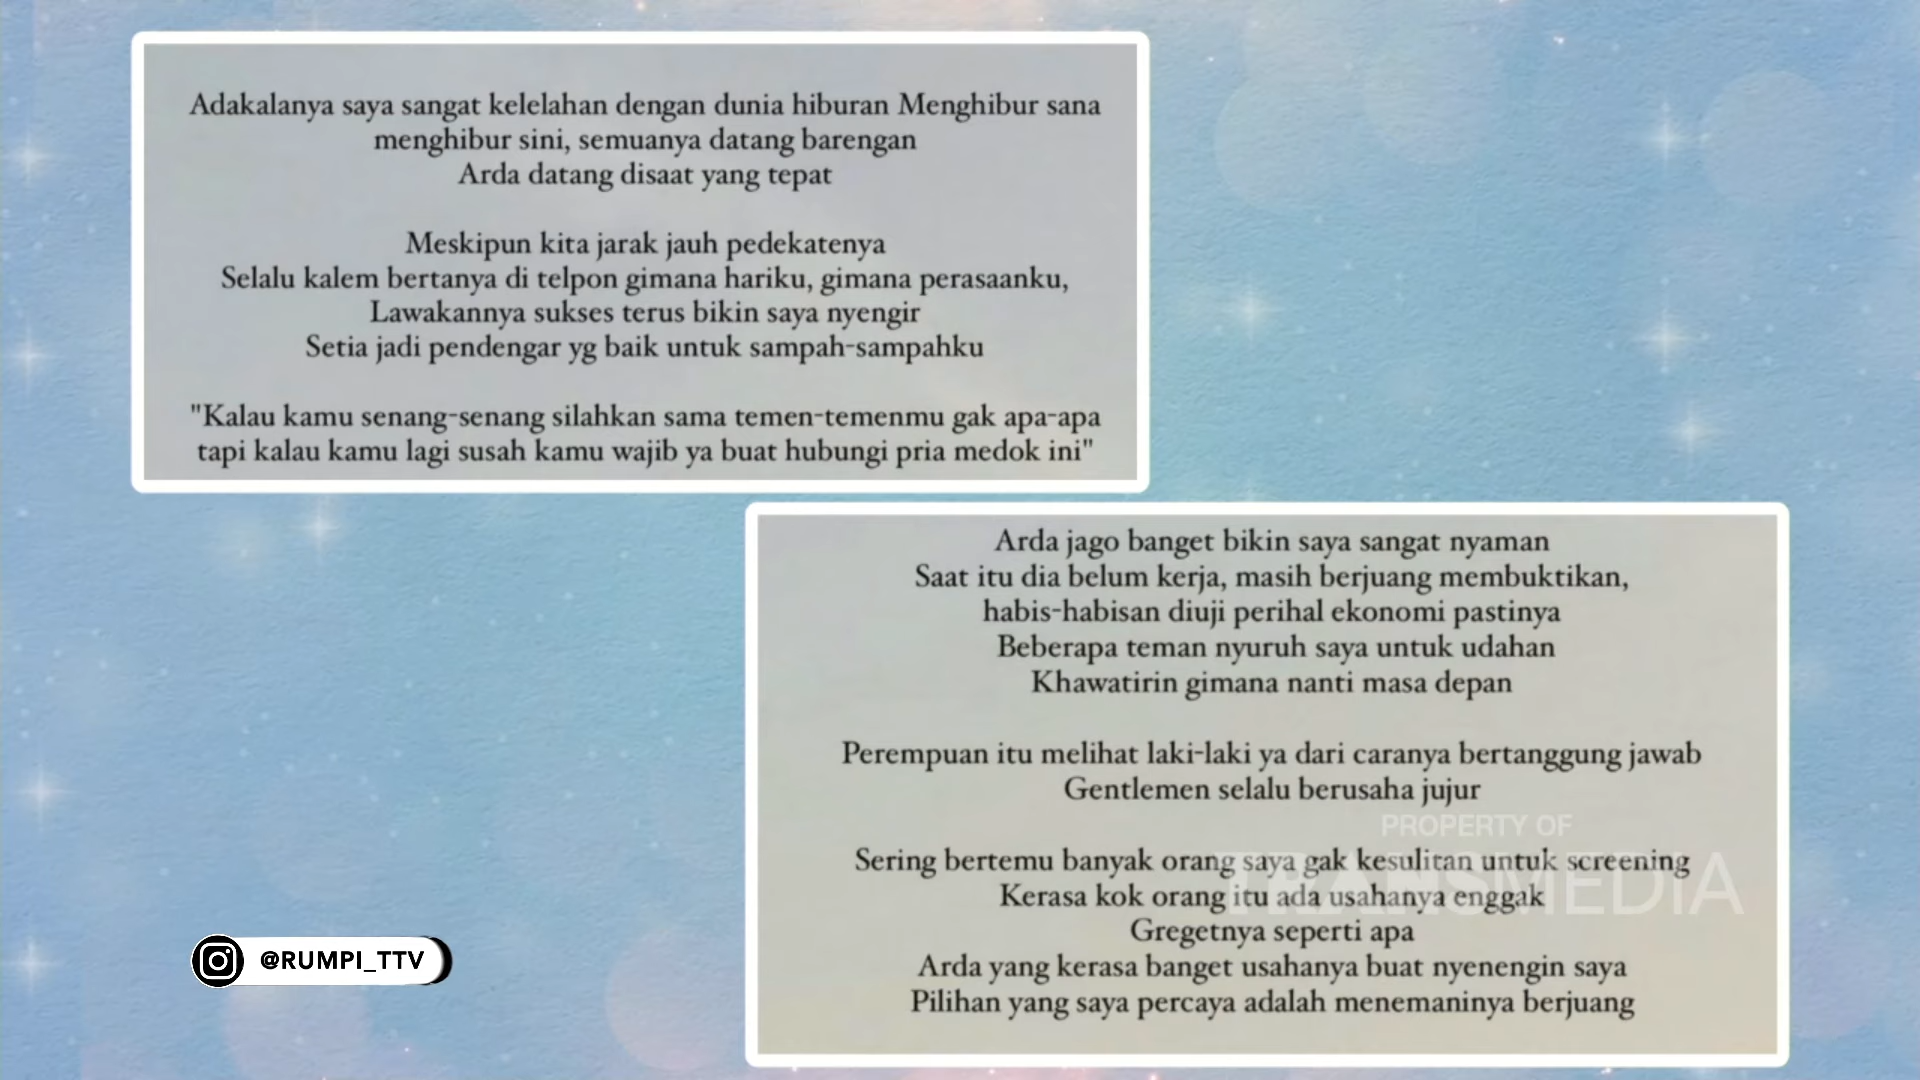 Adakalanya saya sangat kelelahan dengan dunia hiburan Menghibur sana
menghibur sini, semuanya datang barengan
Arda datang disaat yang tepat
Meskipun kita jarak jauh pedekatenya
Selalu kalem bertanya di telpon gimana hariku, gimana perasaanku,
Lawakannya sukses terus bikin saya nyengir
Setia jadi pendengar yg baik untuk sampah-sampahku
"Kalau kamu senang-senang silahkan sama temen-temenmu gak apa-apa
tapi kalau kamu lagi susah kamu wajib ya buat hubungi pria medok ini"
Arda jago banget bikin saya sangat nyaman
Saat itu dia belum kerja, masih berjuang membuktikan,
habis-habisan diuji perihal ekonomi pastinya
Beberapa teman nyuruh saya untuk udahan
Khawatirin gimana nanti masa depan
Perempuan itu melihat laki-laki ya dari caranya bertanggung jawab
Gentlemen selalu berusaha jujur
Sering bertemu banyak orang saya gak kesulitan untuk screening
Kerasa kok orang itu ada usahanya enggak
Gregetnya seperti apa
Arda yang kerasa banget usahanya buat nyenengin saya
Pilihan yang saya percaya adalah menemaninya berjuang
PROPERTY OF
TRANSMEDIA
@RUMPI_TTV